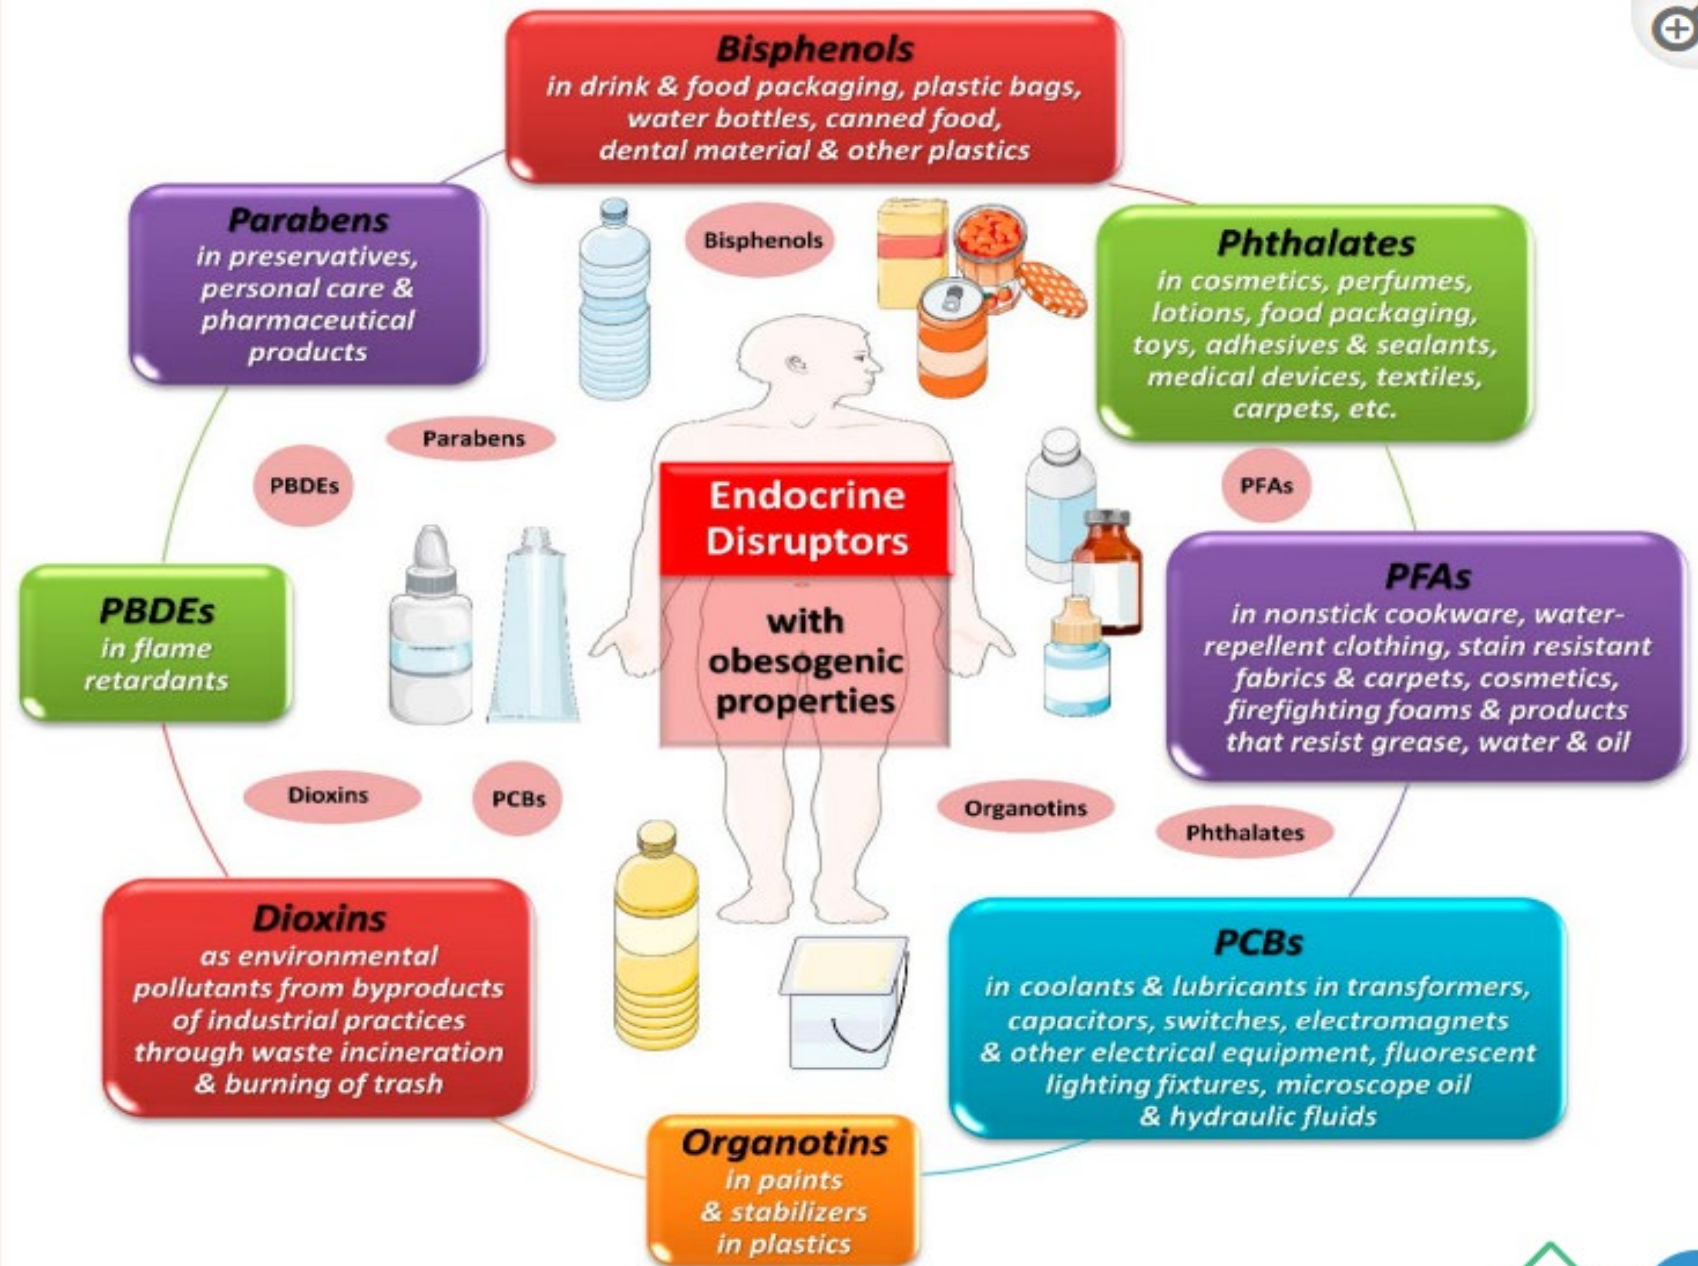 Bisphenols
in drink & food packaging, plastic bags,
water bottles, canned food,
dental material & other plastics
Parabens
in preservatives,
personal care &
pharmaceutical
products
Bisphenols
Phthalates
in cosmetics, perfumes,
lotions, food packaging,
toys, adhesives & sealants,
medical devices, textiles,
carpets, etc.
Parabens
PBDEs
PFAs
Endocrine
Disruptors
with
obesogenic
properties
PBDEs
in flame
retardants
PFAs
in nonstick cookware, water-
repellent clothing, stain resistant
fabrics & carpets, cosmetics,
firefighting foams & products
that resist grease, water & oil
Dioxins
PCBs
Organotins
Phthalates
Dioxins
as environmental
pollutants from byproducts
of industrial practices
through waste incineration
& burning of trash
PCBs
in coolants & lubricants in transformers,
capacitors, switches, electromagnets
& other electrical equipment, fluorescent
lighting fixtures, microscope oil
& hydraulic fluids
Organotins
in paints
& stabilizers
in plastics